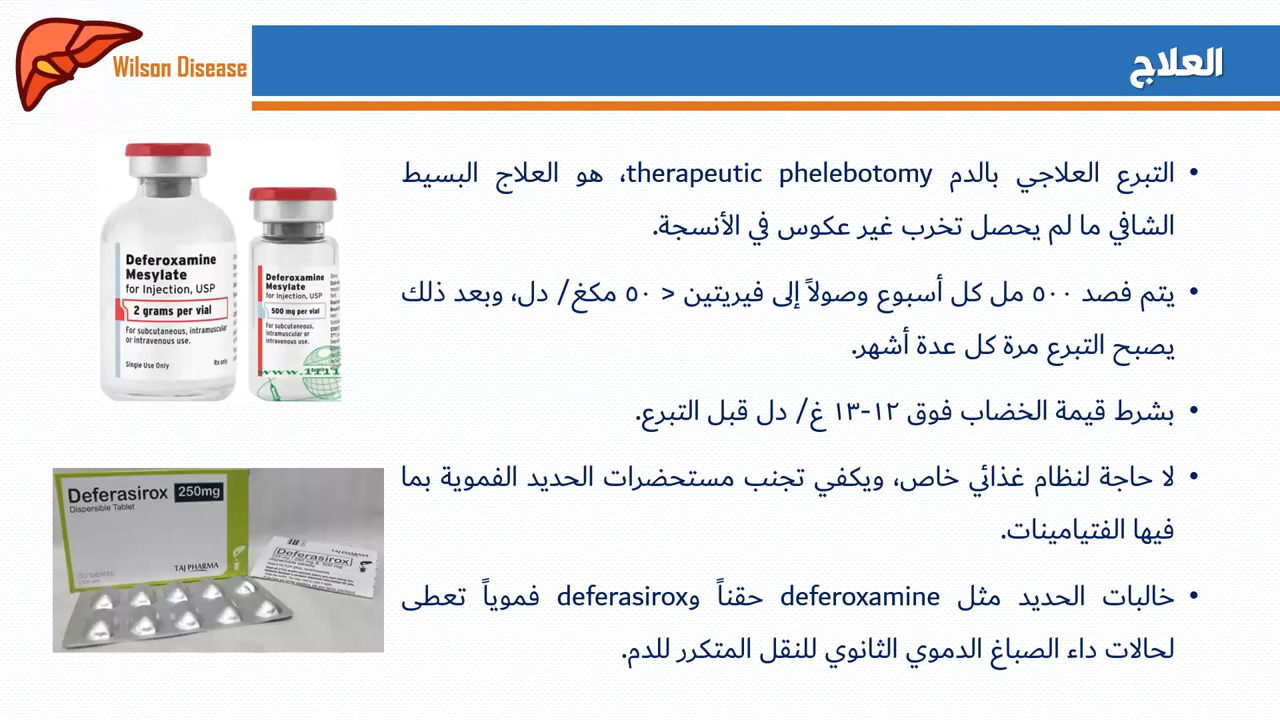 Wilson Disease
العلاج
• التبرع العلاجي بالدم therapeutic phelebotomy، هو العلاج البسيط
الشافي ما لم يحصل تخرب غير عكوس في الأنسجة.
• يتم فصد ٥٠٠ مل كل أسبوع وصولاً إلى فيريتين < ٥٠ مكغ/ دل، وبعد ذلك
يصبح التبرع مرة كل عدة أشهر.
• بشرط قيمة الخضاب فوق ١٢-١٣ غ/ دل قبل التبرع.
• لا حاجة لنظام غذائي خاص، ويكفي تجنب مستحضرات الحديد الفموية بما
فيها الفتيامينات.
• خالبات الحديد مثل deferoxamine حقناً وdeferasirox فموياً تعطى
لحالات داء الصباغ الدموي الثانوي للنقل المتكرر للدم.
Deferoxamine
Mesylate
for Injection, USP
2 grams per vial
For subcutaneous, intramuscular
or intravenous use.
Single Use Only
Rx only
Deferoxamine
Mesylate
for Injection, USP
500 mg per vial
For subcutaneous,
intramuscular or
intravenous use.
Deferasirox 250mg
Dispersible Tablet
TAJ PHARMA
TAJ PHARMA
Deferasirox